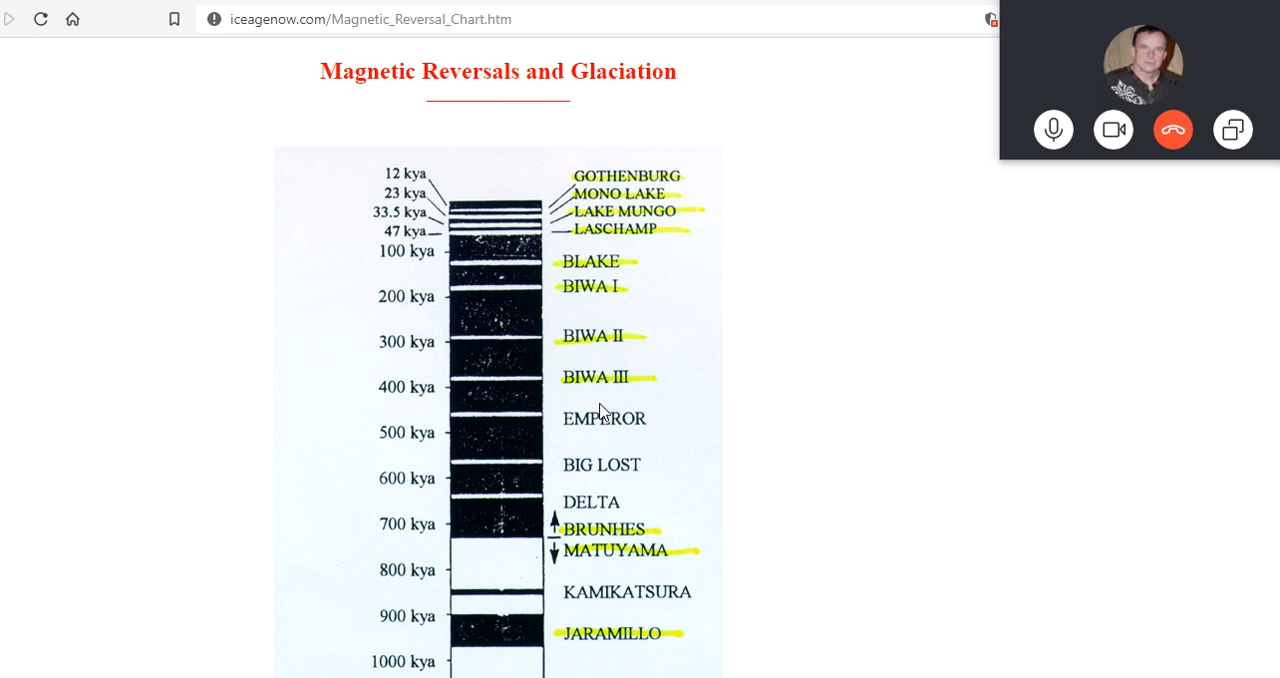 iceagenow.com/Magnetic_Reversal_Chart.htm
Magnetic Reversals and Glaciation
12 kya GOTHENBURG
23 kya MONO LAKE
33.5 kya LAKE MUNGO
47 kya LASCHAMP
100 kya
BLAKE
BIWA I
200 kya
BIWA II
300 kya
BIWA III
400 kya
EMPEROR
500 kya
BIG LOST
600 kya
DELTA
700 kya
BRUNHES
MATUYAMA
800 kya
KAMIKATSURA
900 kya
JARAMILLO
1000 kya